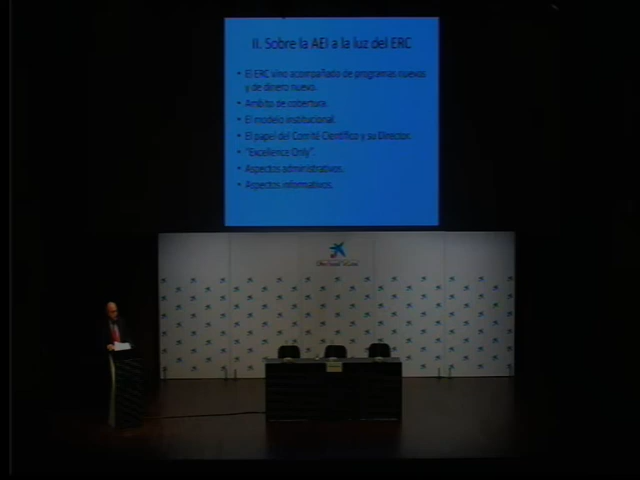 II. Sobre la AEI a la luz del ERC
• El ERC vino acompañado de programas nuevos
y de dinero nuevo.
• Ámbito de cobertura.
• El modelo institucional.
• El papel del Comité Científico y su Director.
• "Excellence Only".
• Aspectos administrativos.
• Aspectos informativos.